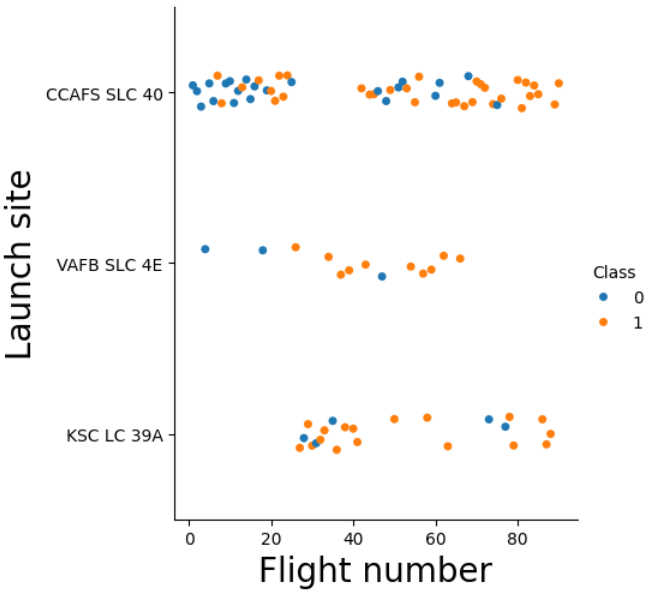 CCAFS SLC 40
VAFB SLC 4E
KSC LC 39A
Launch site
0 20 40 60 80
Flight number
Class
0
1